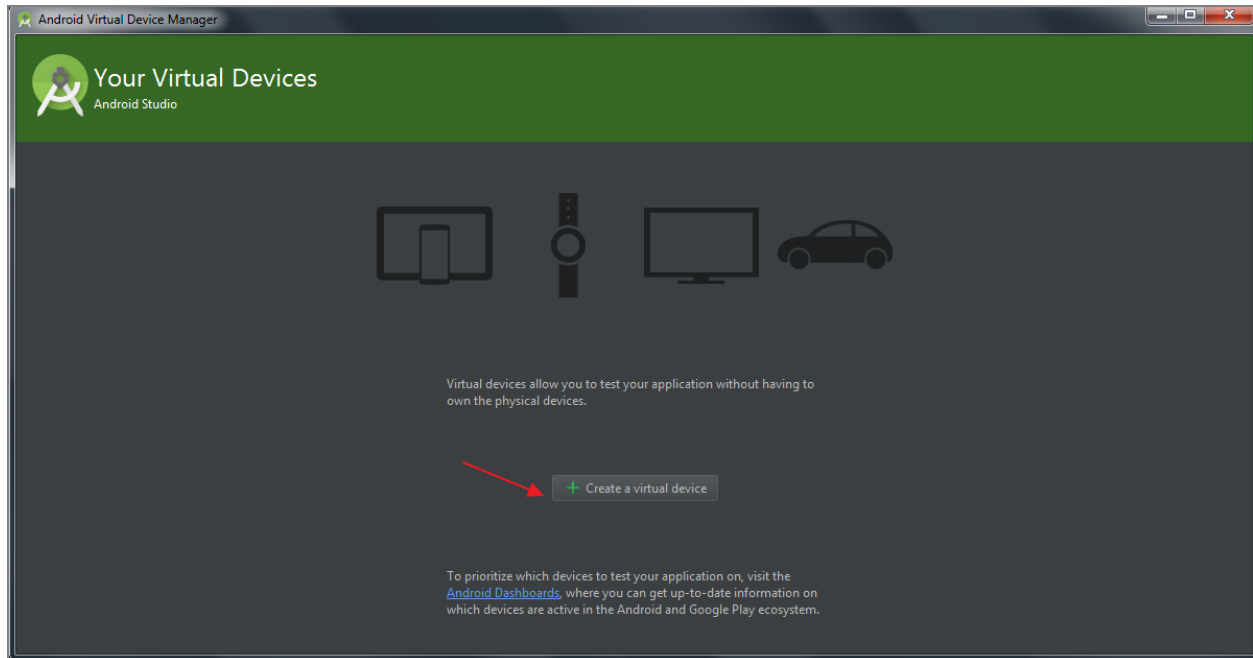 Android Virtual Device Manager
Your Virtual Devices
Android Studio
Virtual devices allow you to test your application without having to
own the physical devices.
Create a virtual device
To prioritize which devices to test your application on, visit the
Android Dashboards, where you can get up-to-date information on
which devices are active in the Android and Google Play ecosystem.